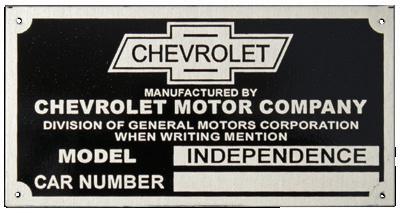 CHEVROLET
MANUFACTURED BY
CHEVROLET MOTOR COMPANY
DIVISION OF GENERAL MOTORS CORPORATION
WHEN WRITING MENTION
MODEL INDEPENDENCE
CAR NUMBER